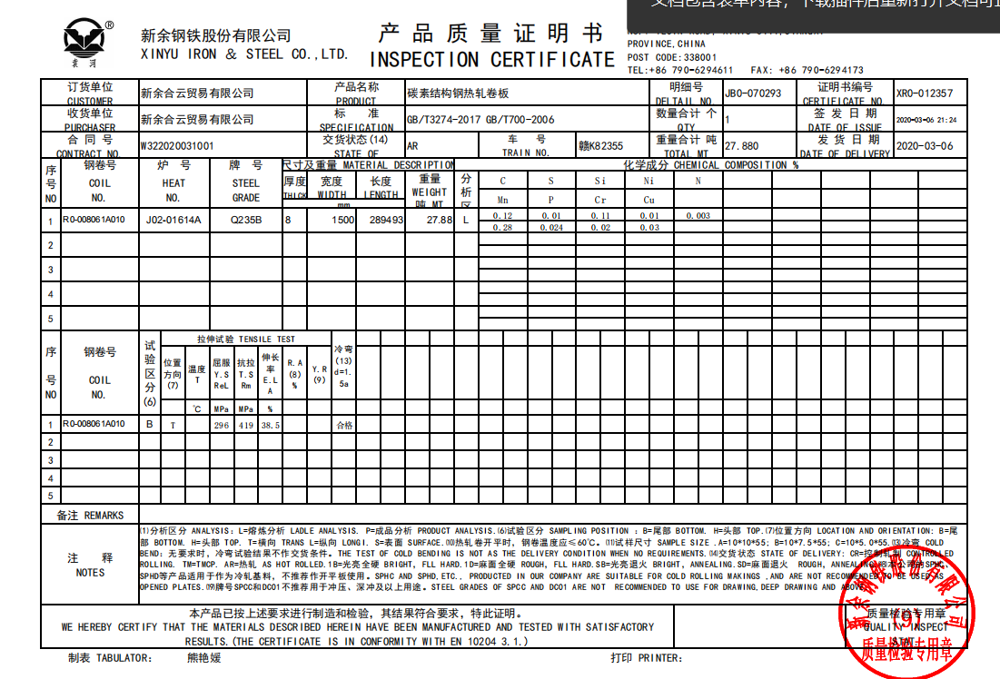 文档包含表单内容，下载插件后重新打开文档可
新余钢铁股份有限公司
XINYU IRON & STEEL CO.,LTD.
袁河
产品质量证明书
INSPECTION CERTIFICATE
PROVINCE,CHINA
POST CODE:338001
TEL:+86 790-6294611 FAX: +86 790-6294173
订货单位 CUSTOMER 新余合云贸易有限公司 产品名称 PRODUCT 碳素结构钢热轧卷板 明细号 DELTAIL NO. JB0-070293 证明书编号 CERTIFICATE NO. XR0-012357
收货单位 PURCHASER 新余合云贸易有限公司 标 准 SPECIFICATION GB/T3274-2017 GB/T700-2006 数量合计 个 QTY 1 签 发 日 期 DATE OF ISSUE 2020-03-06 21:24
合 同 号 CONTRACT NO. W322020031001 交货状态(14) STATE OF AR 车 号 TRAIN NO. 赣K82355 重量合计 吨 TOTAL MT 27.880 发 货 日 期 DATE OF DELIVERY 2020-03-06
序号 NO 钢卷号 COIL NO. 炉 号 HEAT NO. 牌 号 STEEL GRADE 尺寸及重量 MATERIAL DESCRIPTION 化学成分 CHEMICAL COMPOSITION %
厚度 THICK 宽度 WIDTH 长度 LENGTH mm 重量 WEIGHT 吨 MT 分析区
C S Si Ni N
Mn P Cr Cu
1 R0-008061A010 J02-01614A Q235B 8 1500 289493 27.88 L
0.12 0.01 0.11 0.01 0.003
0.28 0.024 0.02 0.03
2
3
4
5
序号 NO 钢卷号 COIL NO. 试验区分(6) 拉伸试验 TENSILE TEST 冷弯(13) d=1.5a
位置方向(7) 温度 T 屈服 Y.S ReL 抗拉 T.S Rm 伸长率 E.L A R.A (8) % Y.R (9)
℃ MPa MPa %
1 R0-008061A010 B T 296 419 38.5 合格
2
3
4
5
备注 REMARKS
注 释 NOTES
⑴分析区分 ANALYSIS：L=熔炼分析 LADLE ANALYSIS. P=成品分析 PRODUCT ANALYSIS.⑹试验区分 SAMPLING POSITION：B=尾部 BOTTOM. H=头部 TOP.⑺位置方向 LOCATION AND ORIENTATION: B=尾
部 BOTTOM. H=头部 TOP. T=横向 TRANS L=纵向 LONGI. S=表面 SURFACE.⑽热轧卷开平时，钢卷温度应≤60℃。⑾试样尺寸 SAMPLE SIZE .A=10*10*55; B=10*7.5*55; C=10*5.0*55.⒀冷弯 COLD
BEND: 无要求时，冷弯试验结果不作交货条件。THE TEST OF COLD BENDING IS NOT AS THE DELIVERY CONDITION WHEN NO REQUIREMENTS.⒁交货状态 STATE OF DELIVERY: CR=控制轧制 CONTROLLED
ROLLING. TM=TMCP. AR=热轧 AS HOT ROLLED.1B=光亮全硬 BRIGHT, FLL HARD.1D=麻面全硬 ROUGH, FLL HARD.SB=光亮退火 BRIGHT, ANNEALING.SD=麻面退火 ROUGH, ANNEALING.⒅本公司的SPHC,
SPHD等产品适用于作为冷轧基料，不推荐作开平板使用。SPHC AND SPHD,ETC., PRODUCED IN OUR COMPANY ARE SUITABLE FOR COLD ROLLING MAKINGS ,AND ARE NOT RECOMMENDED TO BE USED AS
OPENED PLATES.⒆牌号SPCC和DC01不推荐用于冲压、深冲及以上用途。STEEL GRADES OF SPCC AND DC01 ARE NOT RECOMMENDED TO USE FOR DRAWING,DEEP DRAWING AND ABOVE.
本产品已按上述要求进行制造和检验，其结果符合要求，特此证明。
WE HEREBY CERTIFY THAT THE MATERIALS DESCRIBED HEREIN HAVE BEEN MANUFACTURED AND TESTED WITH SATISFACTORY
RESULTS.(THE CERTIFICATE IS IN CONFORMITY WITH EN 10204 3.1.)
质量检验专用章
QUALITY INSPECT
新余钢铁股份有限公司
(9)
质量检验专用章
制表 TABULATOR: 熊艳媛 打印 PRINTER: